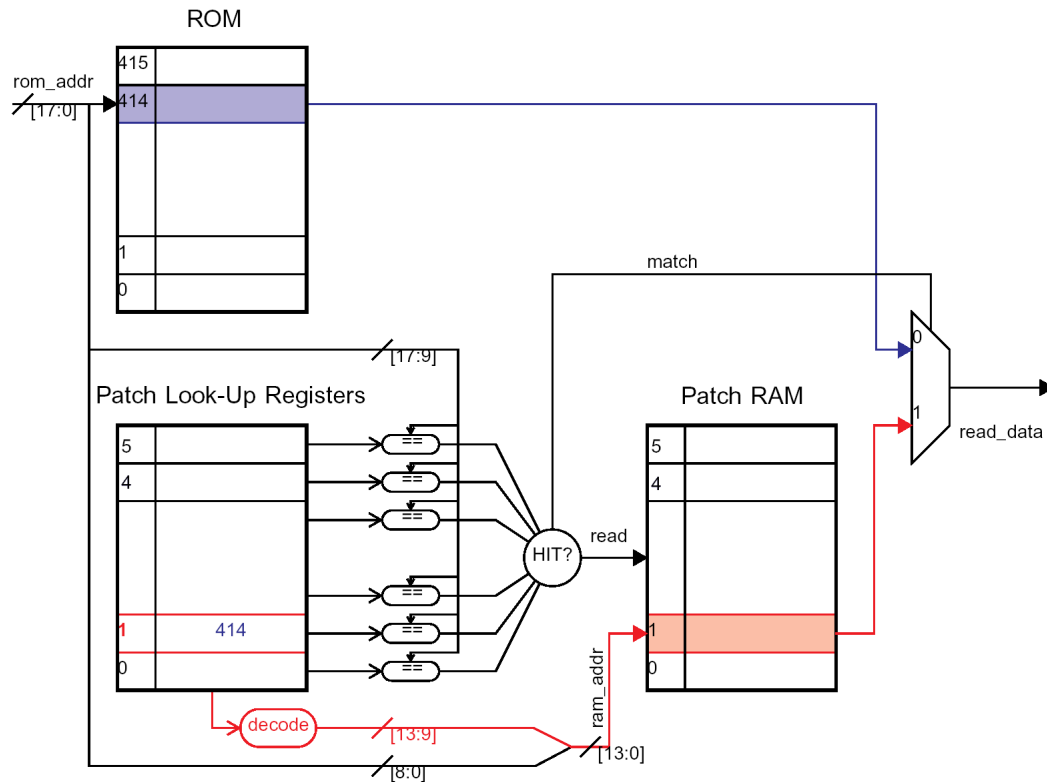 ROM
415
rom_addr
414
[17:0]
1
0
match
[17:9]
0
Patch Look-Up Registers
Patch RAM
1
read_data
5
==
5
4
==
4
==
HIT?
read
==
1
414
==
1
0
==
0
ram_addr
decode
[13:9]
[13:0]
[8:0]